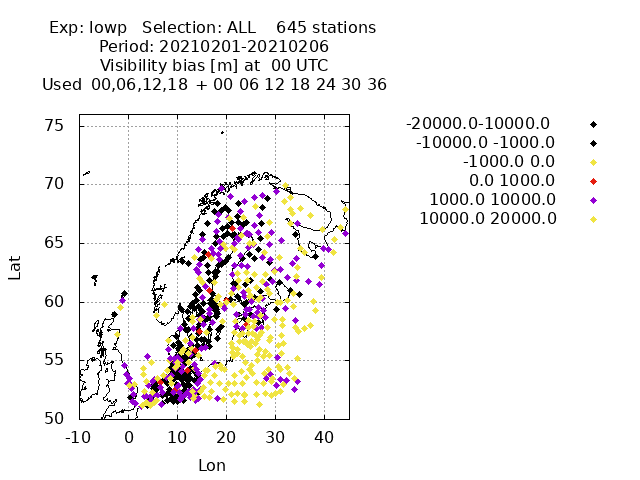 Exp: lowp   Selection: ALL    645 stations
Period: 20210201-20210206
Visibility bias [m] at  00 UTC
Used  00,06,12,18  + 00 06 12 18 24 30 36
-20000.0-10000.0
-10000.0 -1000.0
-1000.0 0.0
0.0 1000.0
1000.0 10000.0
10000.0 20000.0
75
70
65
60
55
50
Lat
-10 0 10 20 30 40
Lon